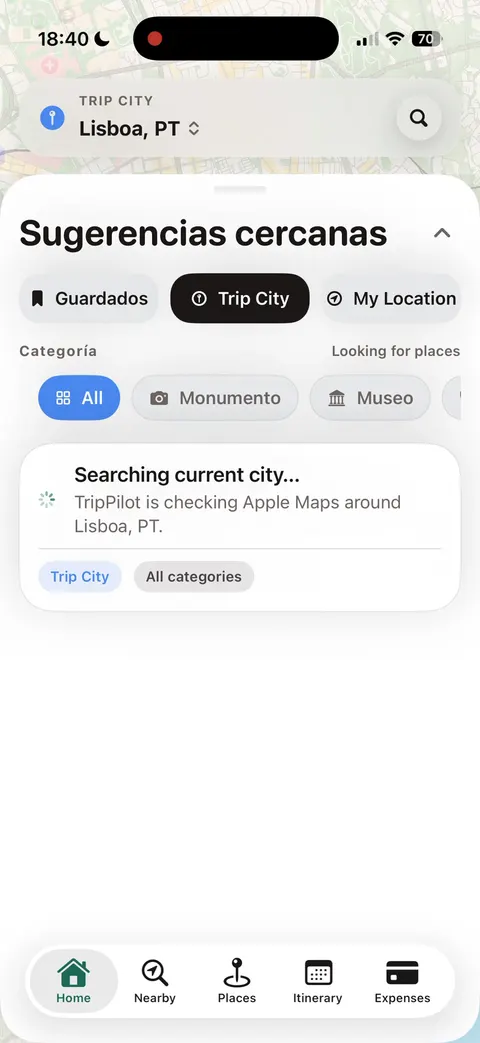 18:40
70
TRIP CITY
Lisboa, PT
Sugerencias cercanas
Guardados
Trip City
My Location
Categoría
Looking for places
All
Monumento
Museo
Searching current city...
TripPilot is checking Apple Maps around
Lisboa, PT.
Trip City
All categories
Home
Nearby
Places
Itinerary
Expenses